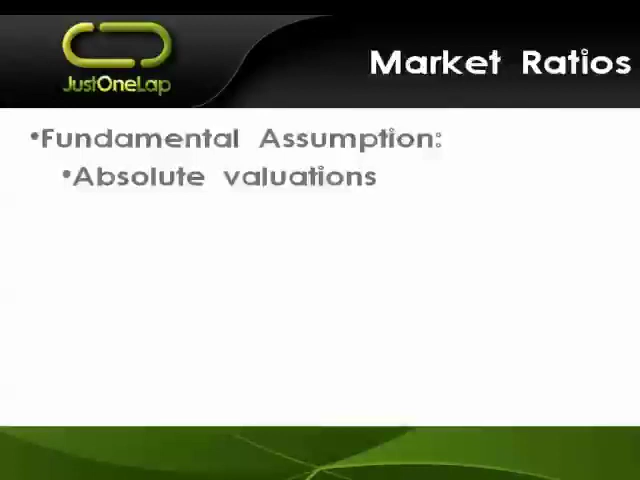 JustOneLap
Market Ratios
•Fundamental Assumption:
•Absolute valuations